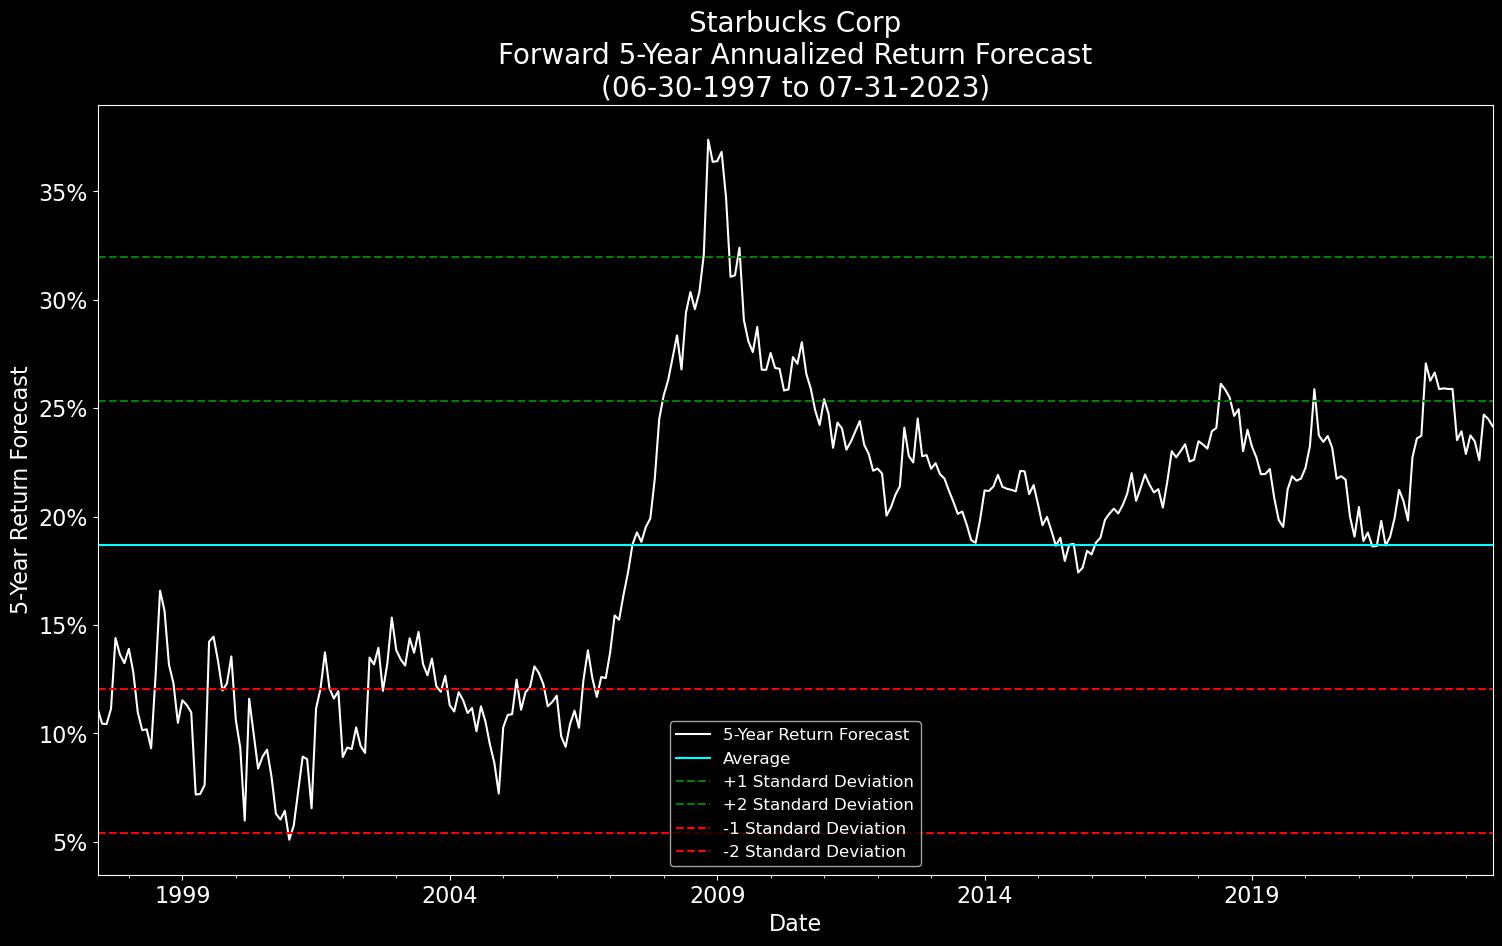 Starbucks Corp
Forward 5-Year Annualized Return Forecast
(06-30-1997 to 07-31-2023)
5-Year Return Forecast
35%
30%
25%
20%
15%
10%
5%
5-Year Return Forecast
Average
+1 Standard Deviation
+2 Standard Deviation
-1 Standard Deviation
-2 Standard Deviation
1999 2004 2009 2014 2019
Date